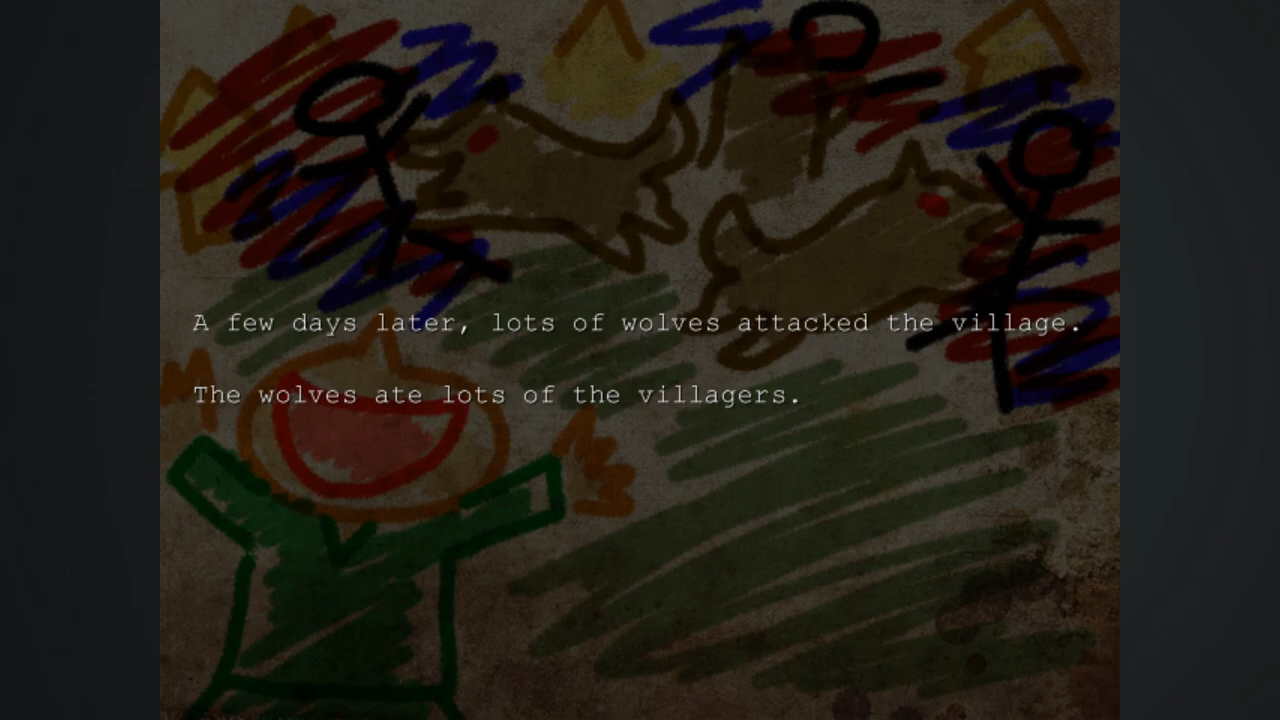 A few days later, lots of wolves attacked the village.
The wolves ate lots of the villagers.